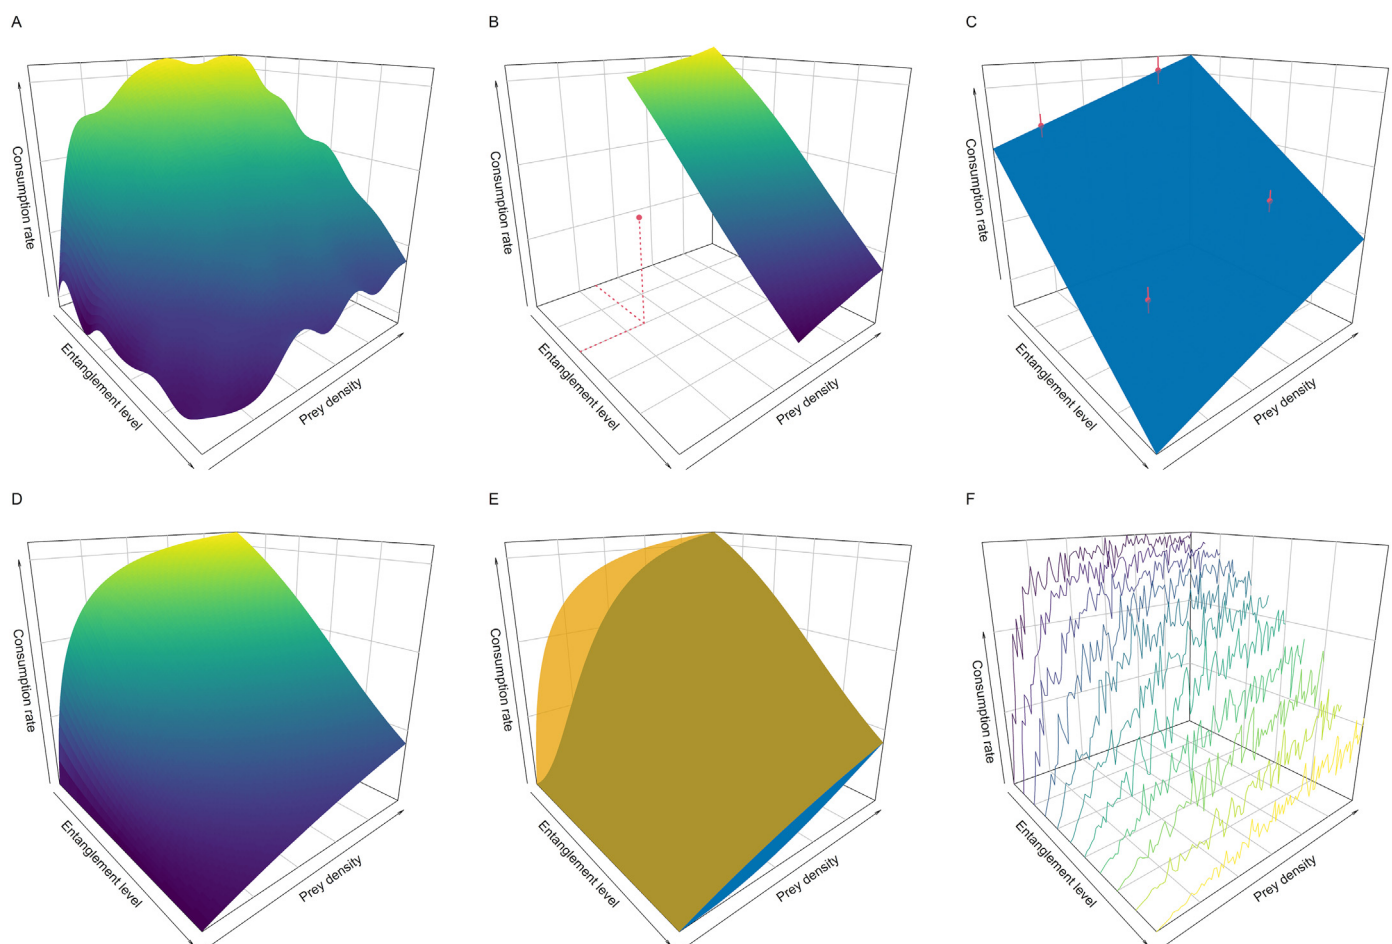 A
Consumption rate
Entanglement level
Prey density
B
Consumption rate
Entanglement level
Prey density
C
Consumption rate
Entanglement level
Prey density
D
Consumption rate
Entanglement level
Prey density
E
Consumption rate
Entanglement level
Prey density
F
Consumption rate
Entanglement level
Prey density